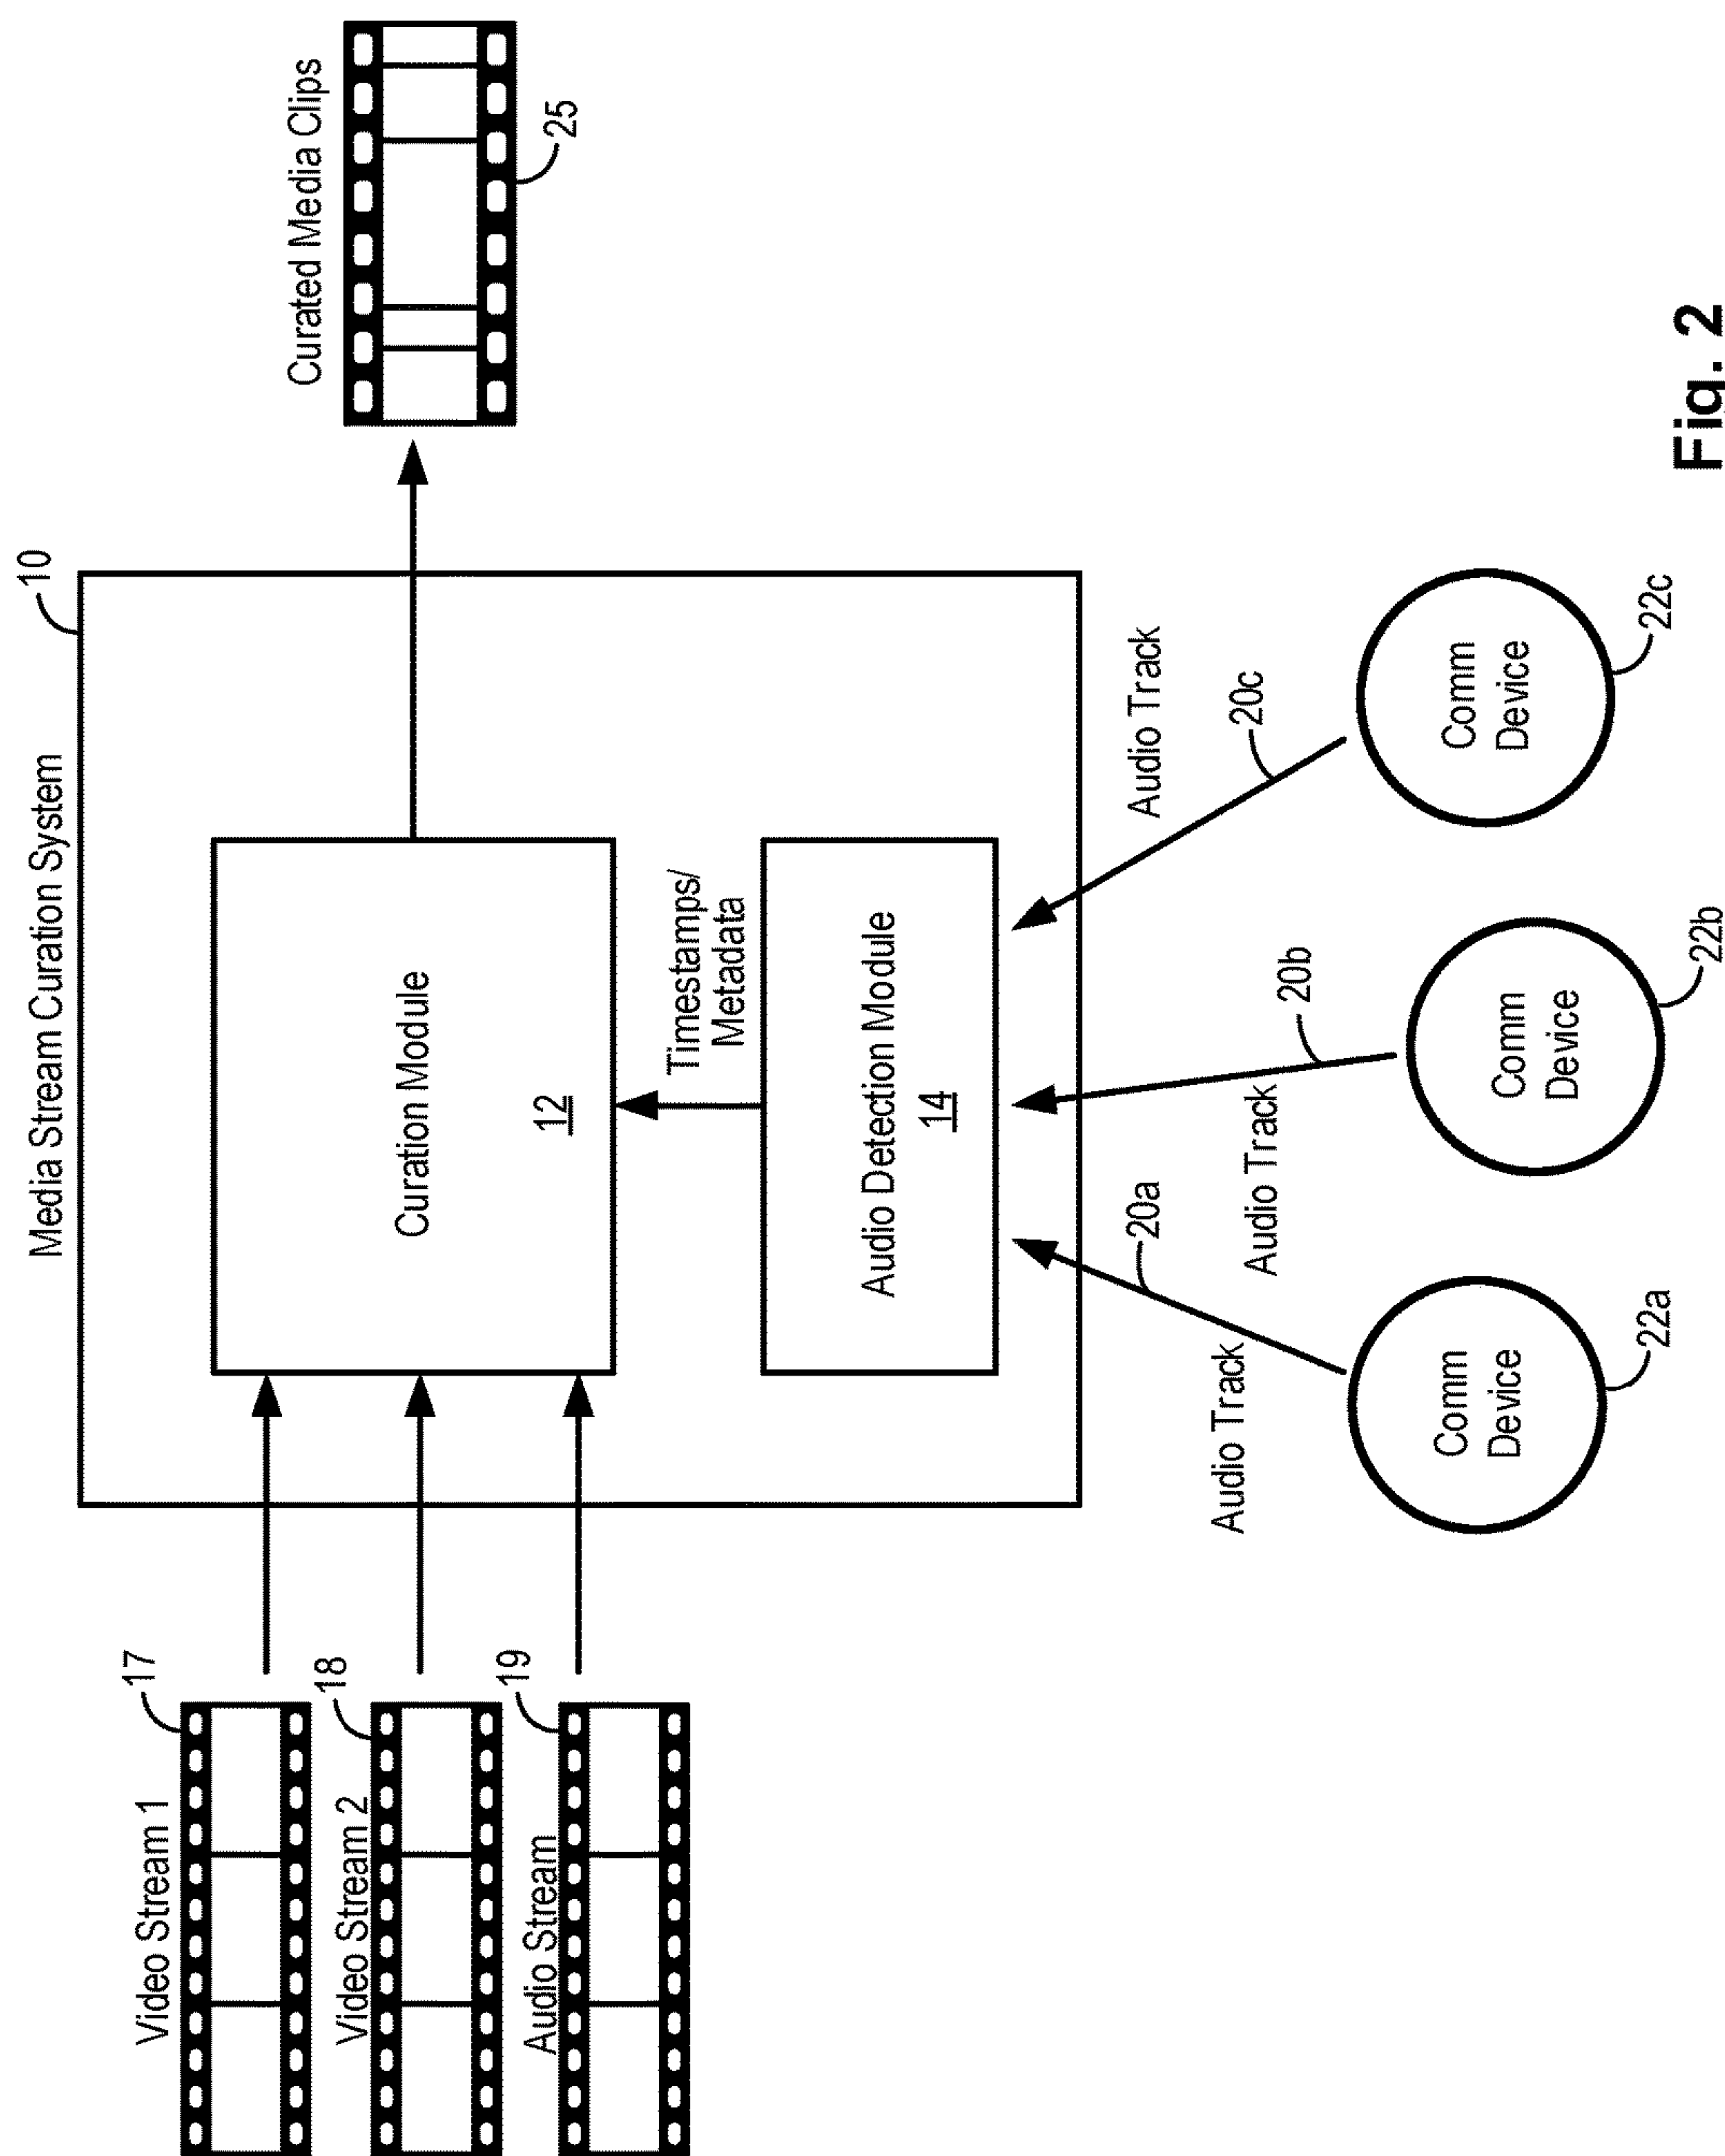 Media Stream Curation System
10
Video Stream 1
17
Video Stream 2
18
Audio Stream
19
Curation Module
12
Timestamps/
Metadata
Audio Detection Module
14
Curated Media Clips
25
Audio Track
20a
Audio Track
20b
Audio Track
20c
Comm
Device
22a
Comm
Device
22b
Comm
Device
22c
Fig. 2